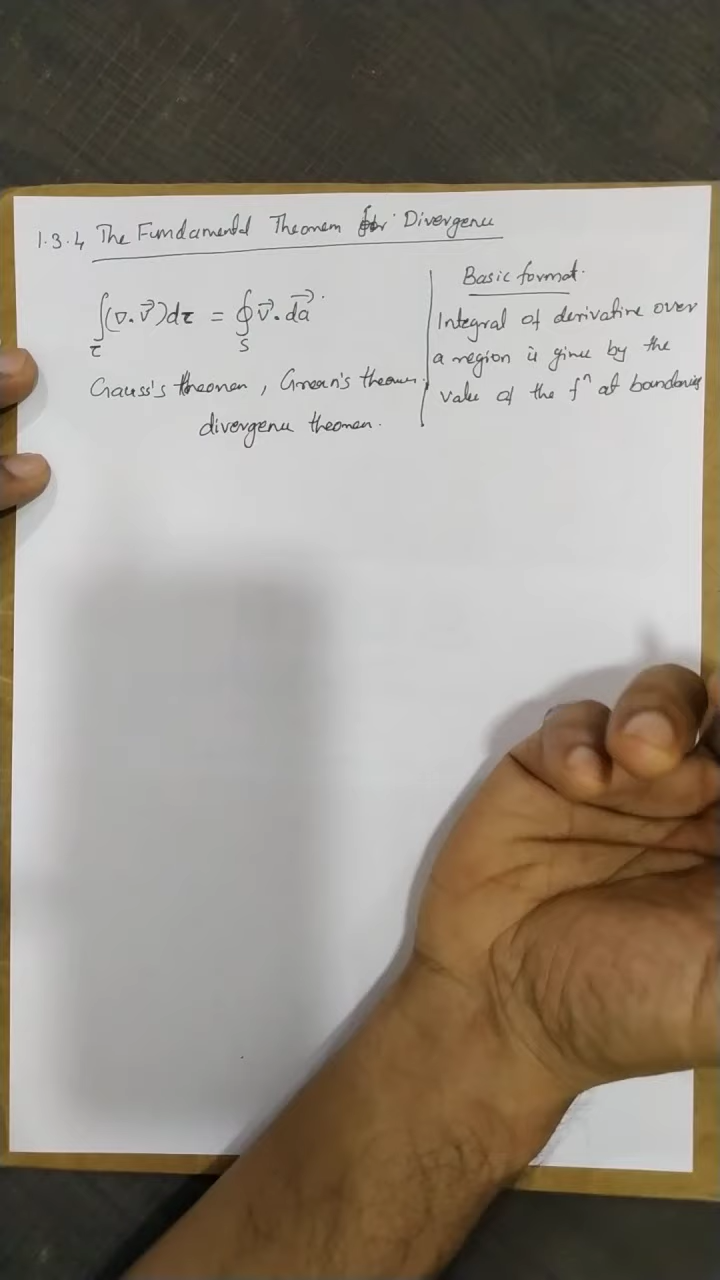 1.3.4 The Fundamental Theorem for Divergence
∫τ (∇.v⃗)dτ = ∮S v⃗.da⃗
Gauss's theorem, Green's theorem,
divergence theorem.
Basic format.
Integral of derivative over
a region is given by the
value of the fⁿ at boundaries